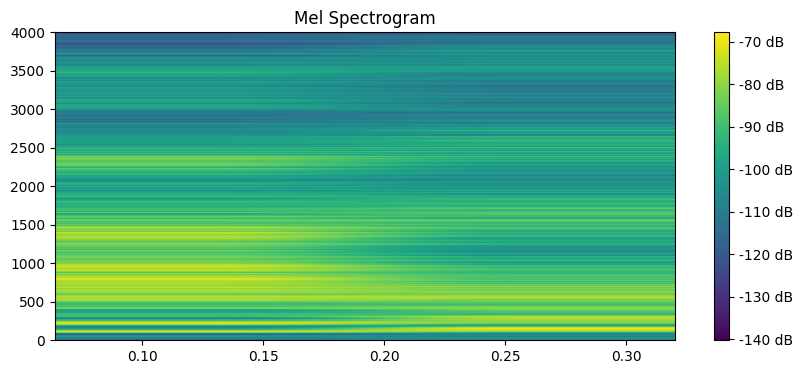 Mel Spectrogram
4000
3500
3000
2500
2000
1500
1000
500
0
0.10
0.15
0.20
0.25
0.30
-70 dB
-80 dB
-90 dB
-100 dB
-110 dB
-120 dB
-130 dB
-140 dB